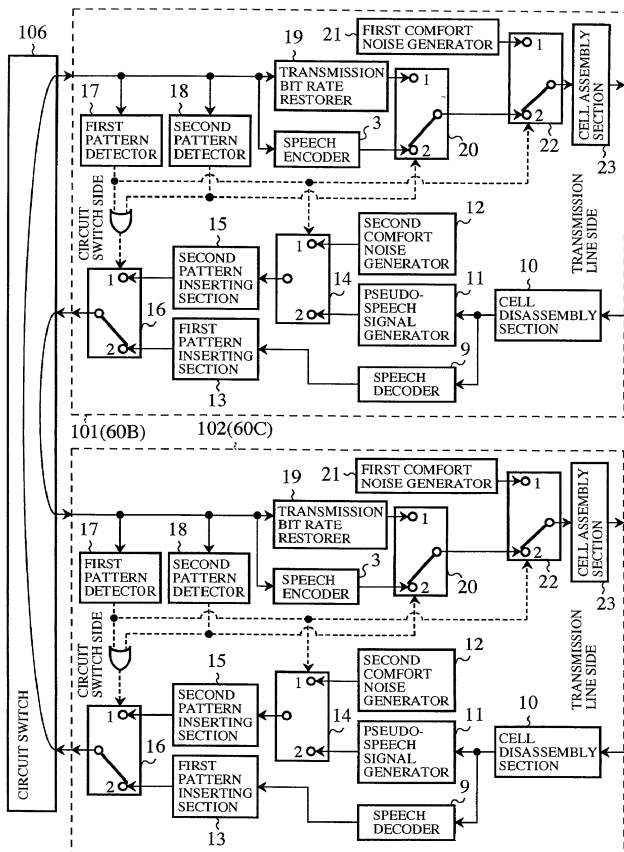 106
21
FIRST COMFORT
NOISE GENERATOR
1
2
22
CELL ASSEMBLY
SECTION
23
19
TRANSMISSION
BIT RATE
RESTORER
1
2
20
17
FIRST
PATTERN
DETECTOR
18
SECOND
PATTERN
DETECTOR
3
SPEECH
ENCODER
CIRCUIT
SWITCH SIDE
TRANSMISSION
LINE SIDE
12
SECOND
COMFORT
NOISE
GENERATOR
15
SECOND
PATTERN
INSERTING
SECTION
1
2
14
11
PSEUDO-
SPEECH
SIGNAL
GENERATOR
10
CELL
DISASSEMBLY
SECTION
1
2
16
FIRST
PATTERN
INSERTING
SECTION
13
9
SPEECH
DECODER
101(60B)
102(60C)
21
FIRST COMFORT
NOISE GENERATOR
1
2
22
CELL ASSEMBLY
SECTION
23
19
TRANSMISSION
BIT RATE
RESTORER
1
2
20
17
FIRST
PATTERN
DETECTOR
18
SECOND
PATTERN
DETECTOR
3
SPEECH
ENCODER
CIRCUIT
SWITCH SIDE
TRANSMISSION
LINE SIDE
12
SECOND
COMFORT
NOISE
GENERATOR
15
SECOND
PATTERN
INSERTING
SECTION
1
2
14
11
PSEUDO-
SPEECH
SIGNAL
GENERATOR
10
CELL
DISASSEMBLY
SECTION
1
2
16
FIRST
PATTERN
INSERTING
SECTION
13
9
SPEECH
DECODER
CIRCUIT SWITCH